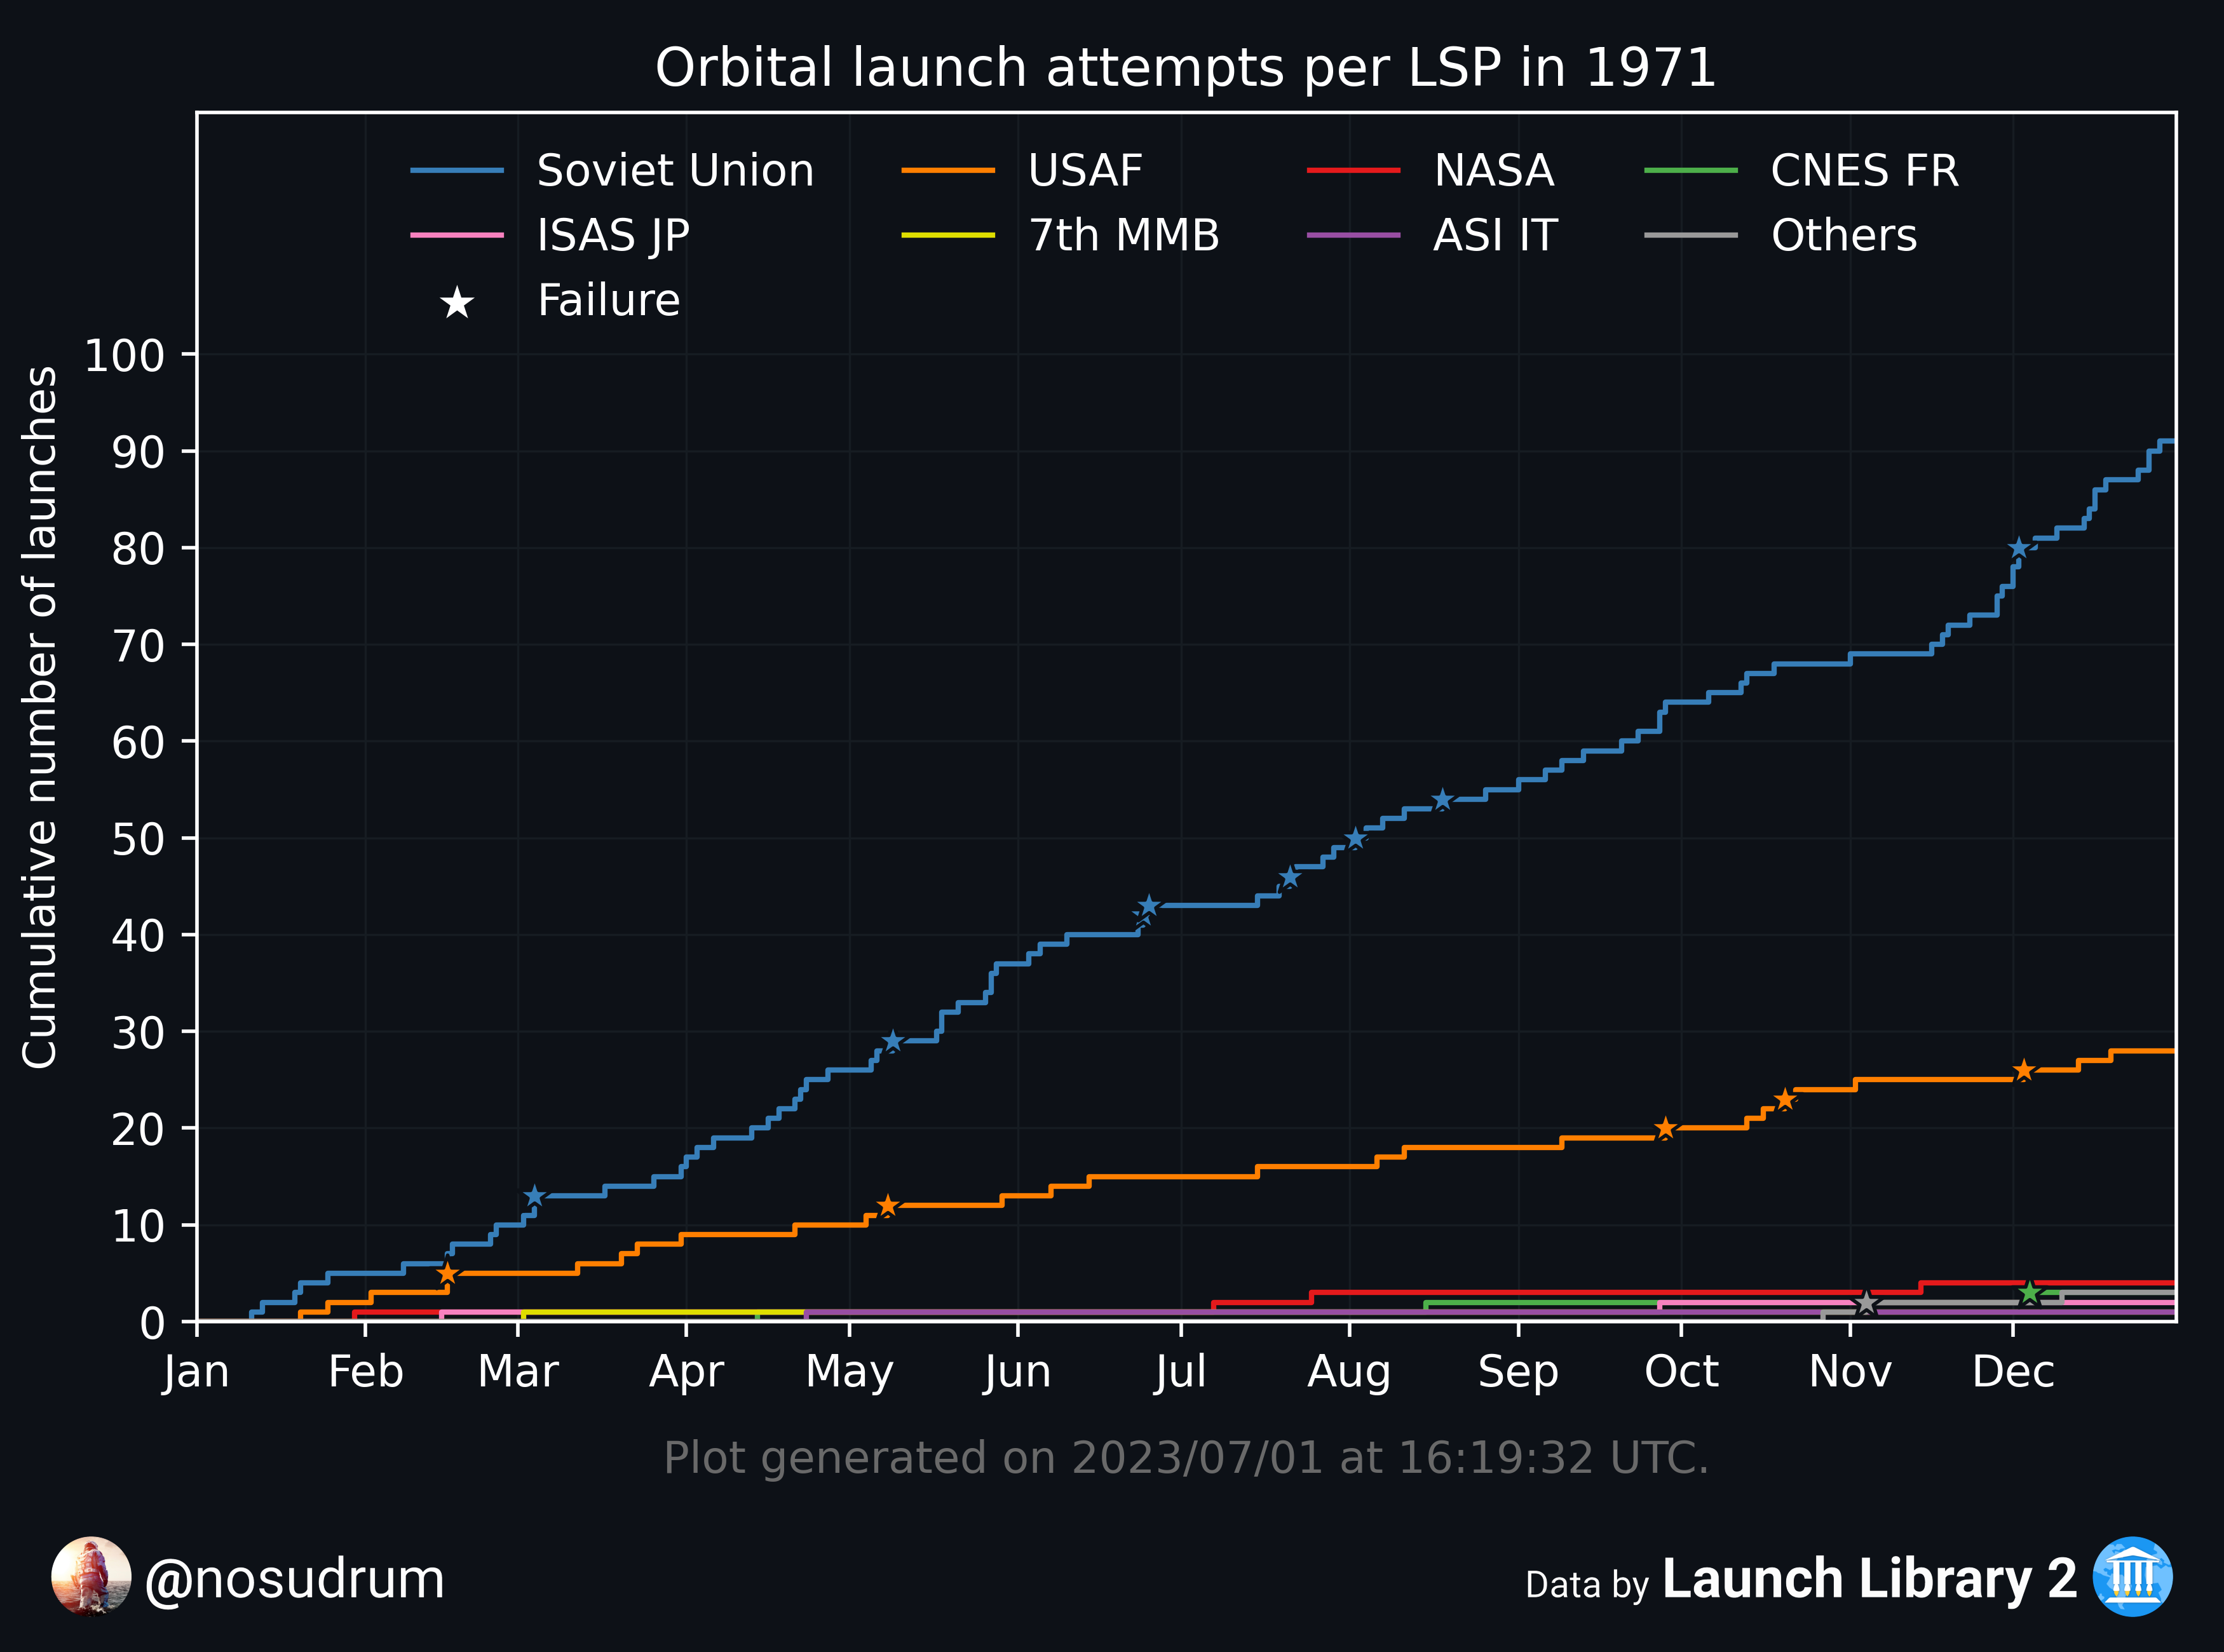 Orbital launch attempts per LSP in 1971
Soviet Union USAF NASA CNES FR
ISAS JP 7th MMB ASI IT Others
Failure
Cumulative number of launches
100
90
80
70
60
50
40
30
20
10
0
Jan Feb Mar Apr May Jun Jul Aug Sep Oct Nov Dec
Plot generated on 2023/07/01 at 16:19:32 UTC.
@nosudrum
Data by Launch Library 2